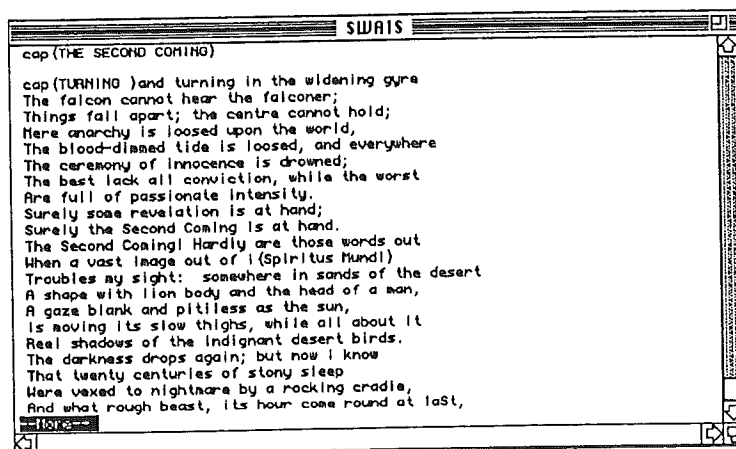 SWAIS
cap(THE SECOND COMING)
cap(TURNING )and turning in the widening gyre
The falcon cannot hear the falconer;
Things fall apart; the centre cannot hold;
Mere anarchy is loosed upon the world,
The blood-dimmed tide is loosed, and everywhere
The ceremony of innocence is drowned;
The best lack all conviction, while the worst
Are full of passionate intensity.
Surely some revelation is at hand;
Surely the Second Coming is at hand.
The Second Coming! Hardly are those words out
When a vast image out of i(Spiritus Mundi)
Troubles my sight:  somewhere in sands of the desert
A shape with lion body and the head of a man,
A gaze blank and pitiless as the sun,
Is moving its slow thighs, while all about it
Reel shadows of the indignant desert birds.
The darkness drops again; but now I know
That twenty centuries of stony sleep
Were vexed to nightmare by a rocking cradle,
And what rough beast, its hour come round at laSt,
--More--